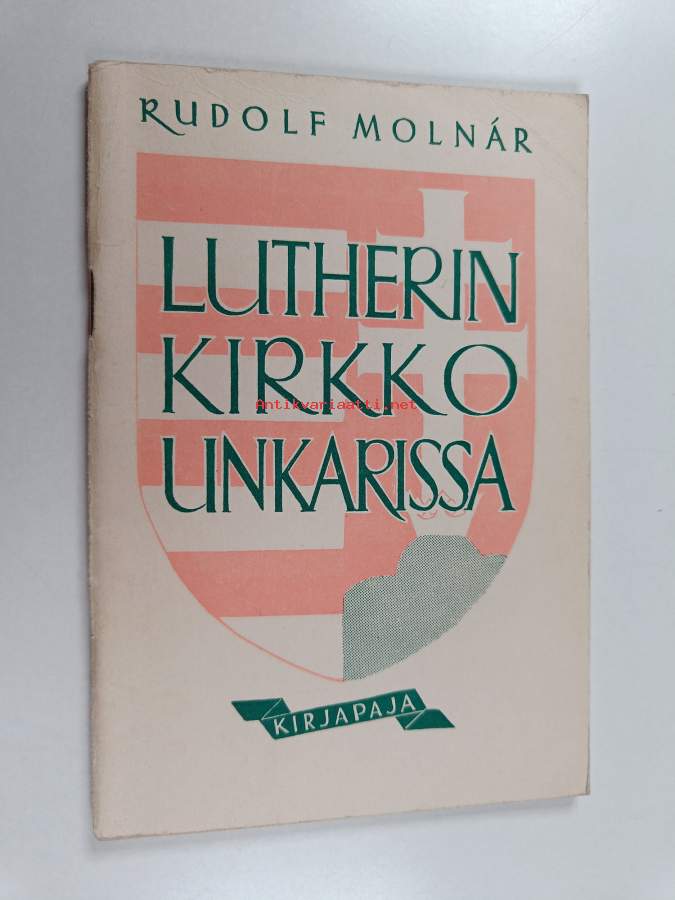 RUDOLF MOLNÁR
LUTHERIN
KIRKKO
Antikvariaatti.net
UNKARISSA
KIRJAPAJA